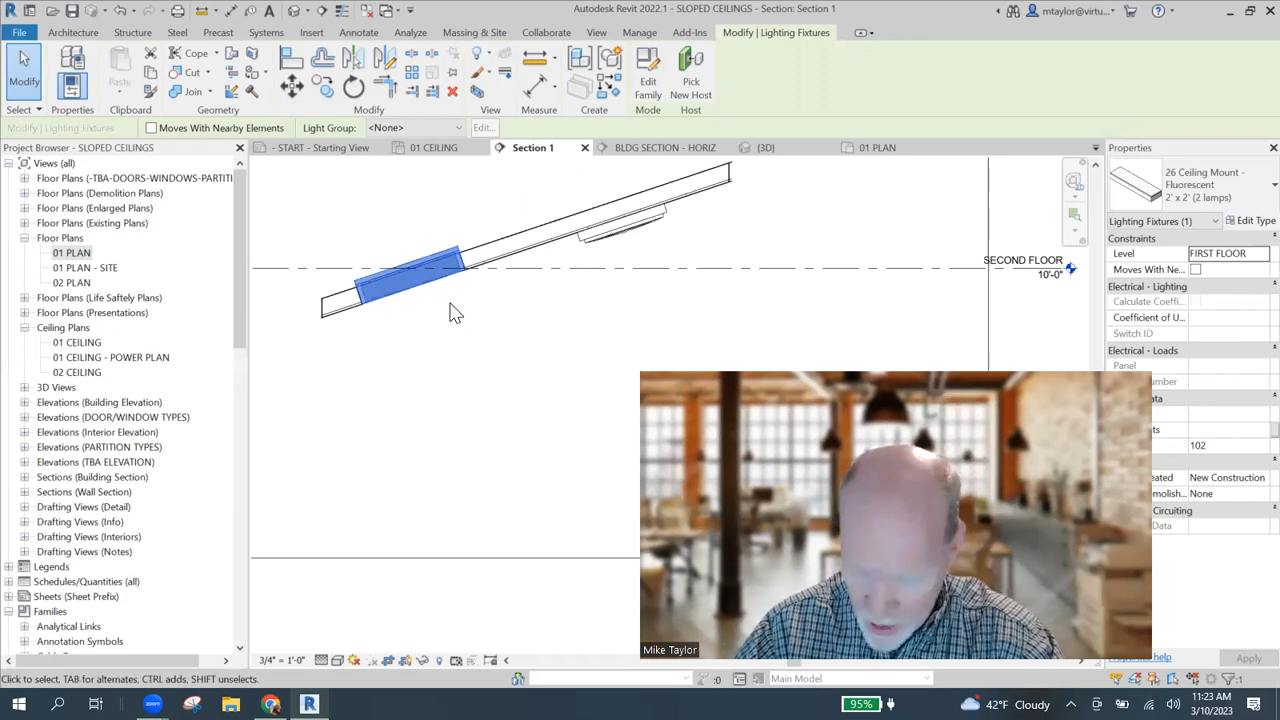 Autodesk Revit 2022.1 - SLOPED CEILINGS - Section: Section 1
mtaylor@virtu...
File Architecture Structure Steel Precast Systems Insert Annotate Analyze Massing & Site Collaborate View Manage Add-Ins Modify | Lighting Fixtures
Modify
Paste
Cope
Cut
Join
Edit Family
Pick New Host
Select Properties Clipboard Geometry Modify View Measure Create Mode Host
Modify | Lighting Fixtures Moves With Nearby Elements Light Group: <None> Edit...
Project Browser - SLOPED CEILINGS
- START - Starting View 01 CEILING Section 1 BLDG SECTION - HORIZ {3D} 01 PLAN
Views (all)
Floor Plans (-TBA-DOORS-WINDOWS-PARTITI
Floor Plans (Demolition Plans)
Floor Plans (Enlarged Plans)
Floor Plans (Existing Plans)
Floor Plans
01 PLAN
01 PLAN - SITE
02 PLAN
Floor Plans (Life Saftely Plans)
Floor Plans (Presentations)
Ceiling Plans
01 CEILING
01 CEILING - POWER PLAN
02 CEILING
3D Views
Elevations (DOOR/WINDOW TYPES)
Elevations (Interior Elevation)
Elevations (PARTITION TYPES)
Elevations (TBA ELEVATION)
Sections (Building Section)
Sections (Wall Section)
Drafting Views (Detail)
Drafting Views (Info)
Drafting Views (Interiors)
Drafting Views (Notes)
Legends
Schedules/Quantities (all)
Sheets (Sheet Prefix)
Families
Analytical Links
Annotation Symbols
SECOND FLOOR
10'-0"
Properties
26 Ceiling Mount - Fluorescent
2' x 2' (2 lamps)
Lighting Fixtures (1) Edit Type
Constraints
Level FIRST FLOOR
Moves With Ne...
Electrical - Lighting
Calculate Coeffi...
Coefficient of U...
Switch ID
Electrical - Loads
Panel
102
New Construction
None
Circuiting
Data
Properties help
Apply
Mike Taylor
3/4" = 1'-0"
Click to select, TAB for alternates, CTRL adds, SHIFT unselects.
:0
Main Model
:1
95%
42°F Cloudy
11:23 AM
3/10/2023